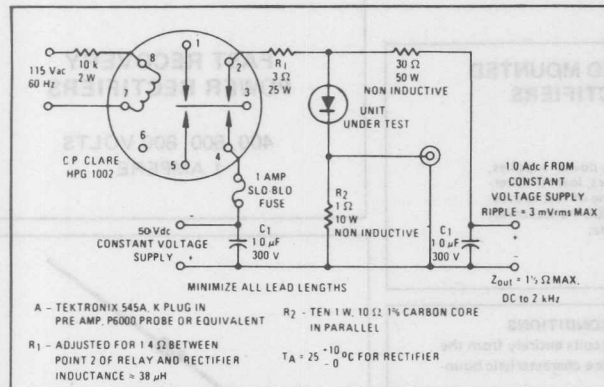 115 Vac
60 Hz
10 k
2 W
8
1
2
6
5
4
C P CLARE
HPG 1002
R1
3 Ω
25 W
30 Ω
50 W
NON INDUCTIVE
UNIT
UNDER TEST
1 AMP
SLO-BLO
FUSE
R2
1 Ω
10 W
NON INDUCTIVE
C1
1 0 µF
300 V
1 0 Adc FROM
CONSTANT
VOLTAGE SUPPLY
RIPPLE = 3 mVrms MAX
+
-
50 Vdc
CONSTANT VOLTAGE
SUPPLY
-
+
C1
1 0 µF
300 V
MINIMIZE ALL LEAD LENGTHS
Zout = 1½ Ω MAX,
DC to 2 kHz
A – TEKTRONIX 545A, K PLUG IN
PRE-AMP, P6000 PROBE OR EQUIVALENT
R1 – ADJUSTED FOR 1 4 Ω BETWEEN
POINT 2 OF RELAY AND RECTIFIER
INDUCTANCE ≈ 38 µH
R2 - TEN 1 W, 10 Ω, 1% CARBON CORE
IN PARALLEL
TA = 25 +10 -0 °C FOR RECTIFIER